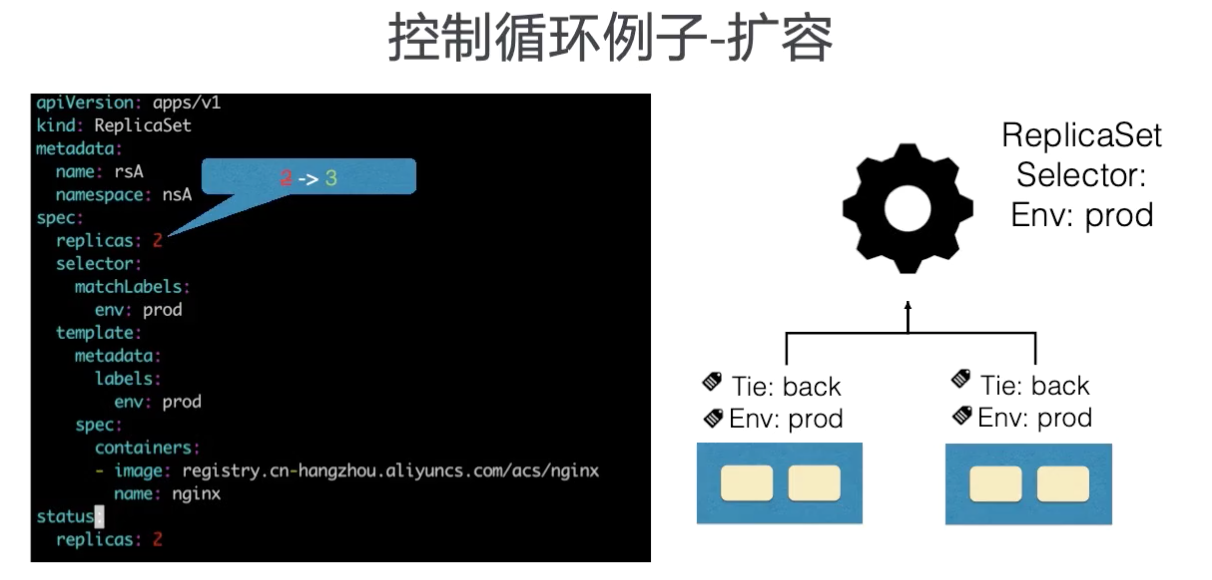 控制循环例子-扩容
apiVersion: apps/v1
kind: ReplicaSet
metadata:
  name: rsA
  namespace: nsA
2 -> 3
spec:
  replicas: 2
  selector:
    matchLabels:
      env: prod
  template:
    metadata:
      labels:
        env: prod
    spec:
      containers:
      - image: registry.cn-hangzhou.aliyuncs.com/acs/nginx
        name: nginx
status:
  replicas: 2
ReplicaSet
Selector:
Env: prod
Tie: back
Env: prod
Tie: back
Env: prod